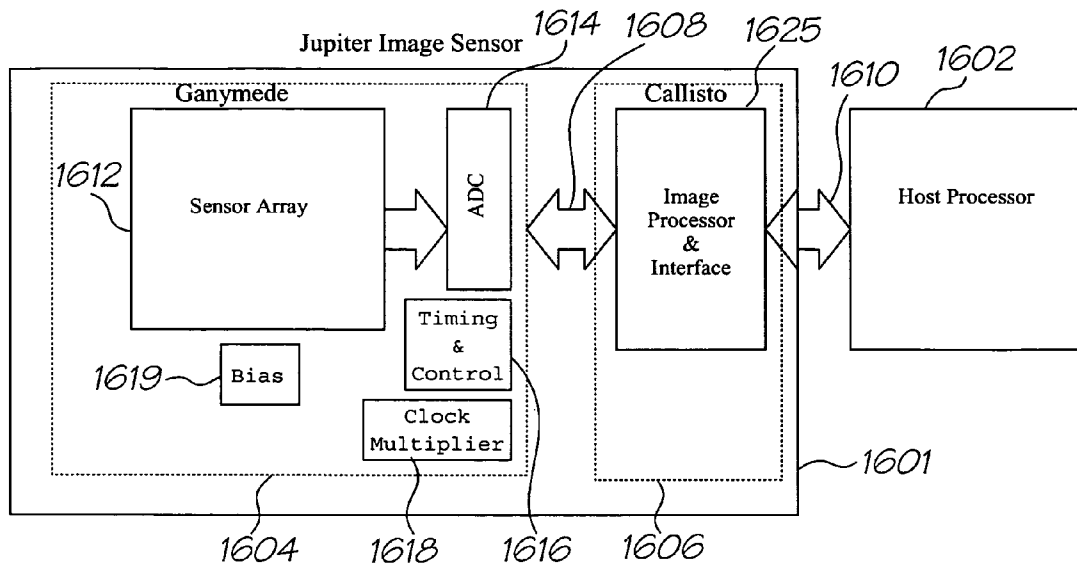 Jupiter Image Sensor
1614
1608
1625
1602
1610
Ganymede
Callisto
1612
Sensor Array
ADC
Image
Processor
&
Interface
Host Processor
Timing
&
Control
1619
Bias
Clock
Multiplier
1601
1604
1618
1616
1606